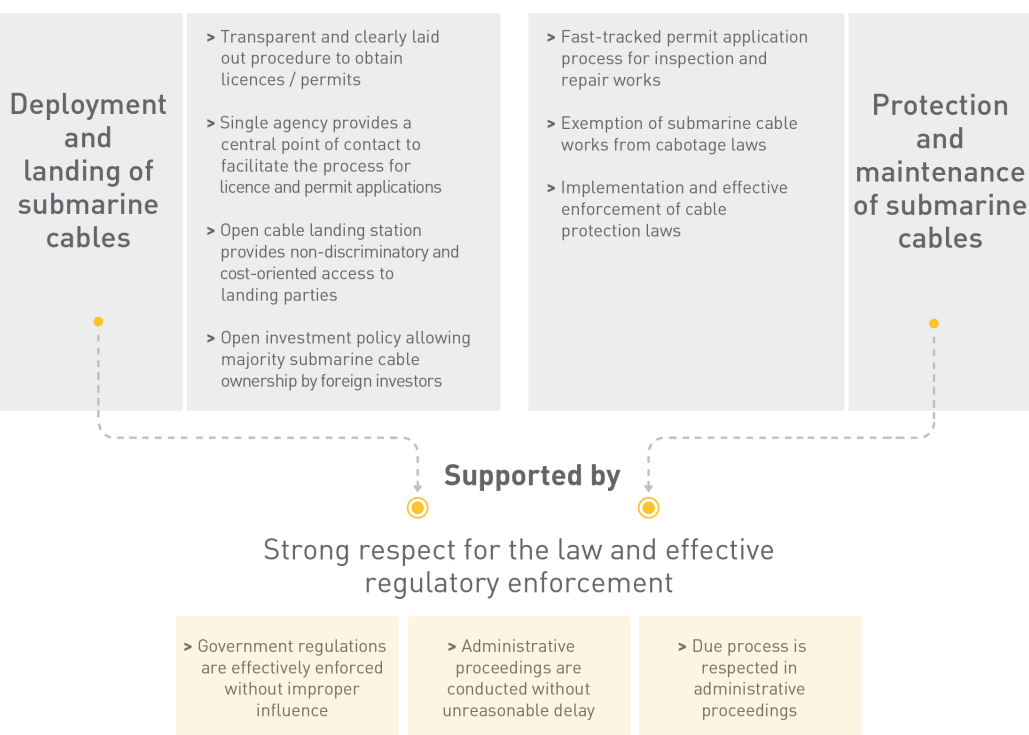 Deployment
and
landing of
submarine
cables
> Transparent and clearly laid
out procedure to obtain
licences / permits
> Single agency provides a
central point of contact to
facilitate the process for
licence and permit applications
> Open cable landing station
provides non-discriminatory and
cost-oriented access to
landing parties
> Open investment policy allowing
majority submarine cable
ownership by foreign investors
> Fast-tracked permit application
process for inspection and
repair works
> Exemption of submarine cable
works from cabotage laws
> Implementation and effective
enforcement of cable
protection laws
Protection
and
maintenance
of submarine
cables
Supported by
Strong respect for the law and effective
regulatory enforcement
> Government regulations
are effectively enforced
without improper
influence
> Administrative
proceedings are
conducted without
unreasonable delay
> Due process is
respected in
administrative
proceedings